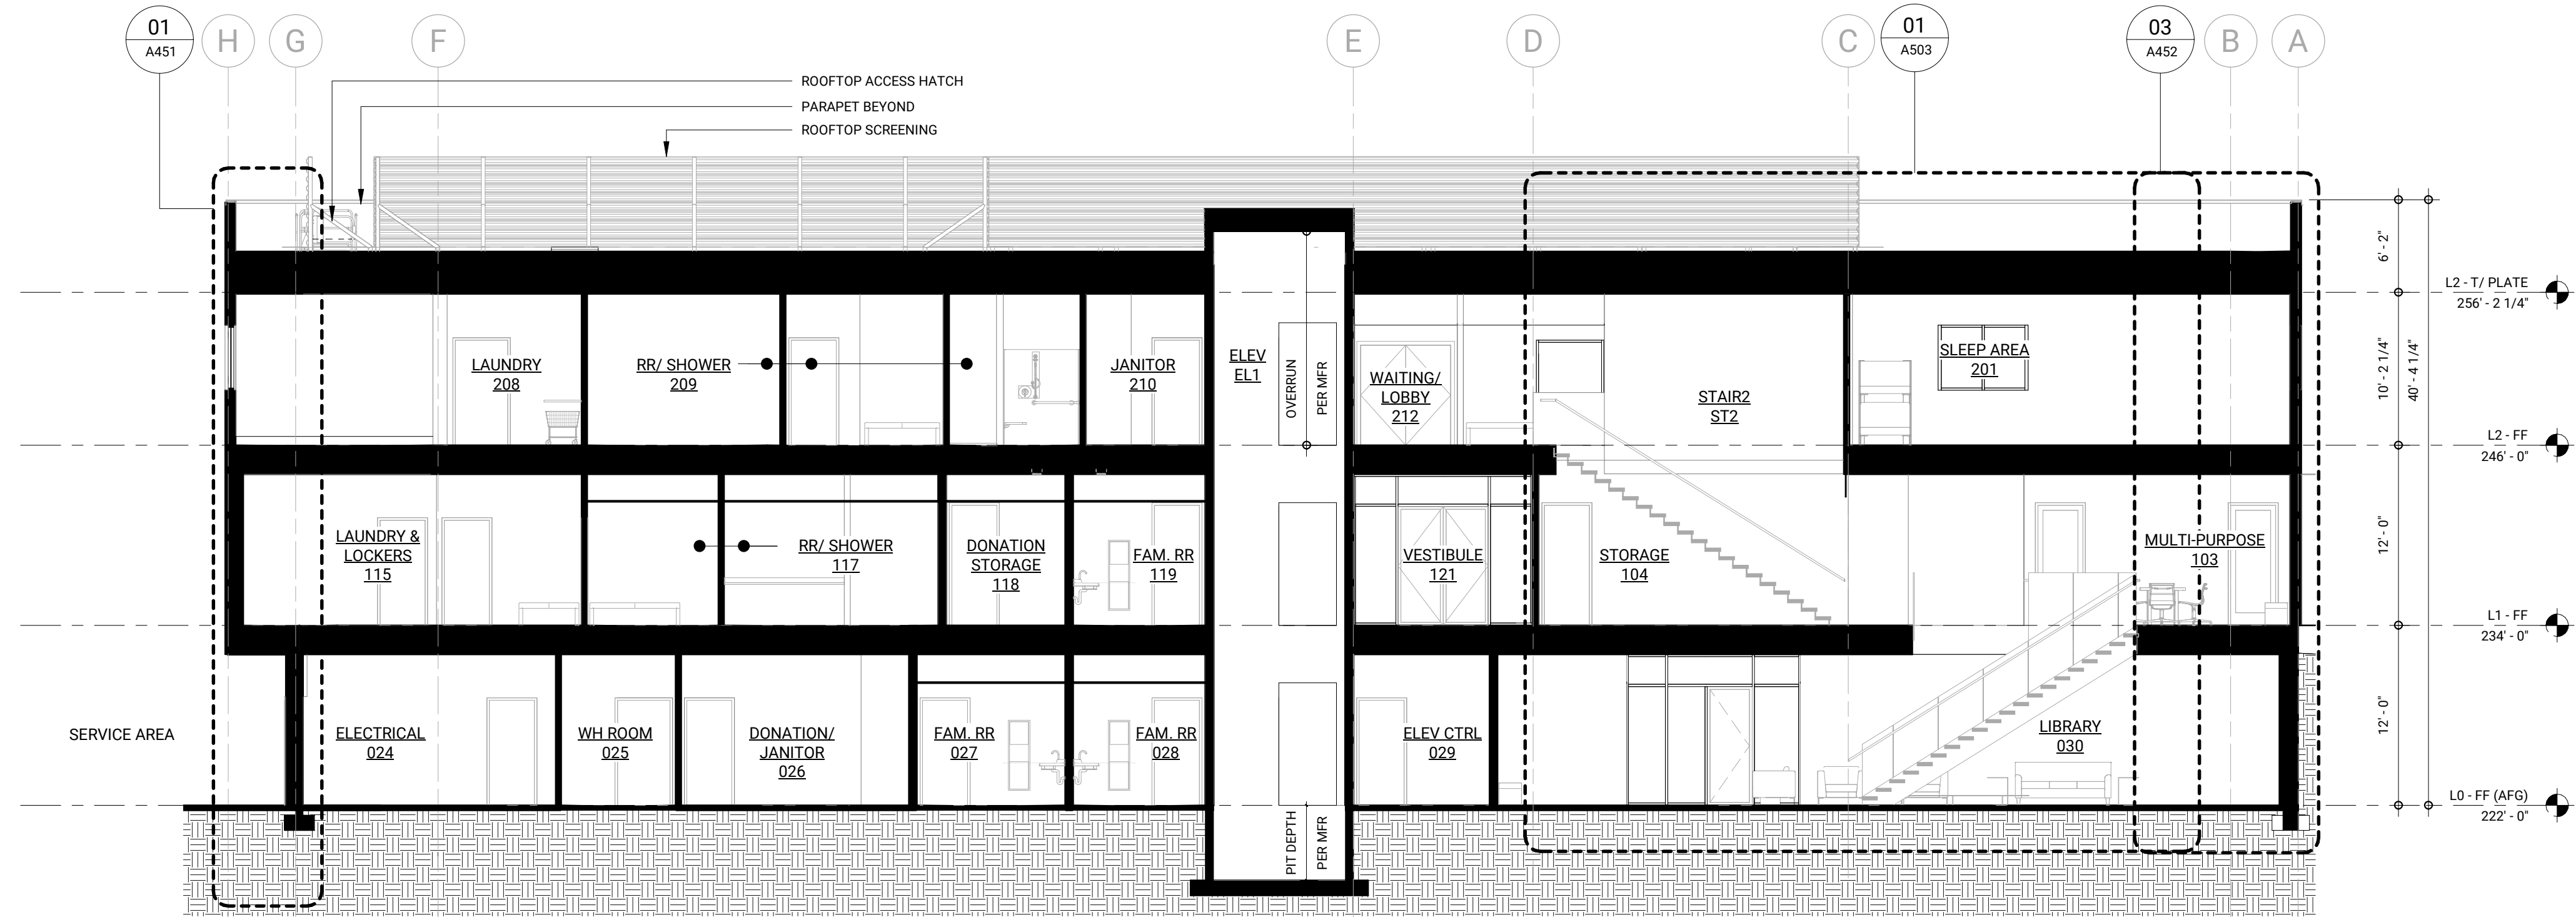 01
A451
H
G
F
E
D
C
01
A503
03
A452
B
A
ROOFTOP ACCESS HATCH
PARAPET BEYOND
ROOFTOP SCREENING
6' - 2"
L2 - T/ PLATE
256' - 2 1/4"
LAUNDRY
208
RR/ SHOWER
209
JANITOR
210
ELEV
EL1
OVERRUN
PER MFR
WAITING/
LOBBY
212
STAIR2
ST2
SLEEP AREA
201
10' - 2 1/4"
40' - 4 1/4"
L2 - FF
246' - 0"
LAUNDRY &
LOCKERS
115
RR/ SHOWER
117
DONATION
STORAGE
118
FAM. RR
119
VESTIBULE
121
STORAGE
104
MULTI-PURPOSE
103
12' - 0"
L1 - FF
234' - 0"
SERVICE AREA
ELECTRICAL
024
WH ROOM
025
DONATION/
JANITOR
026
FAM. RR
027
FAM. RR
028
ELEV CTRL
029
LIBRARY
030
12' - 0"
L0 - FF (AFG)
222' - 0"
PIT DEPTH
PER MFR